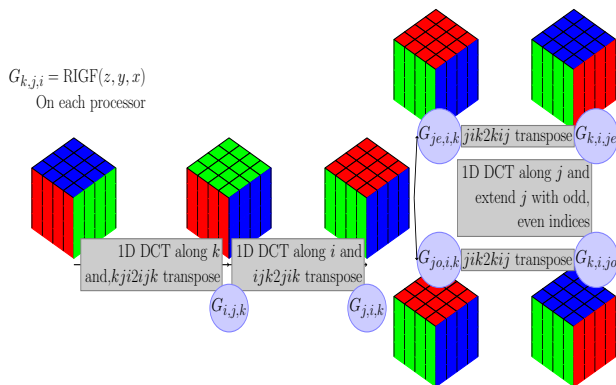 G_{k,j,i} = RIGF(z, y, x)
On each processor
1D DCT along k
and,kji2ijk transpose
G_{i,j,k}
1D DCT along i and
ijk2jik transpose
G_{j,i,k}
G_{je,i,k}
jik2kij transpose
G_{k,i,je}
1D DCT along j and
extend j with odd,
even indices
G_{jo,i,k}
jik2kij transpose
G_{k,i,jo}